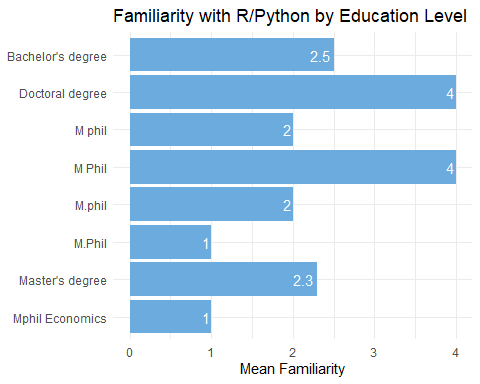 Familiarity with R/Python by Education Level
Bachelor's degree 2.5
Doctoral degree 4
M phil 2
M Phil 4
M.phil 2
M.Phil 1
Master's degree 2.3
Mphil Economics 1
0 1 2 3 4
Mean Familiarity